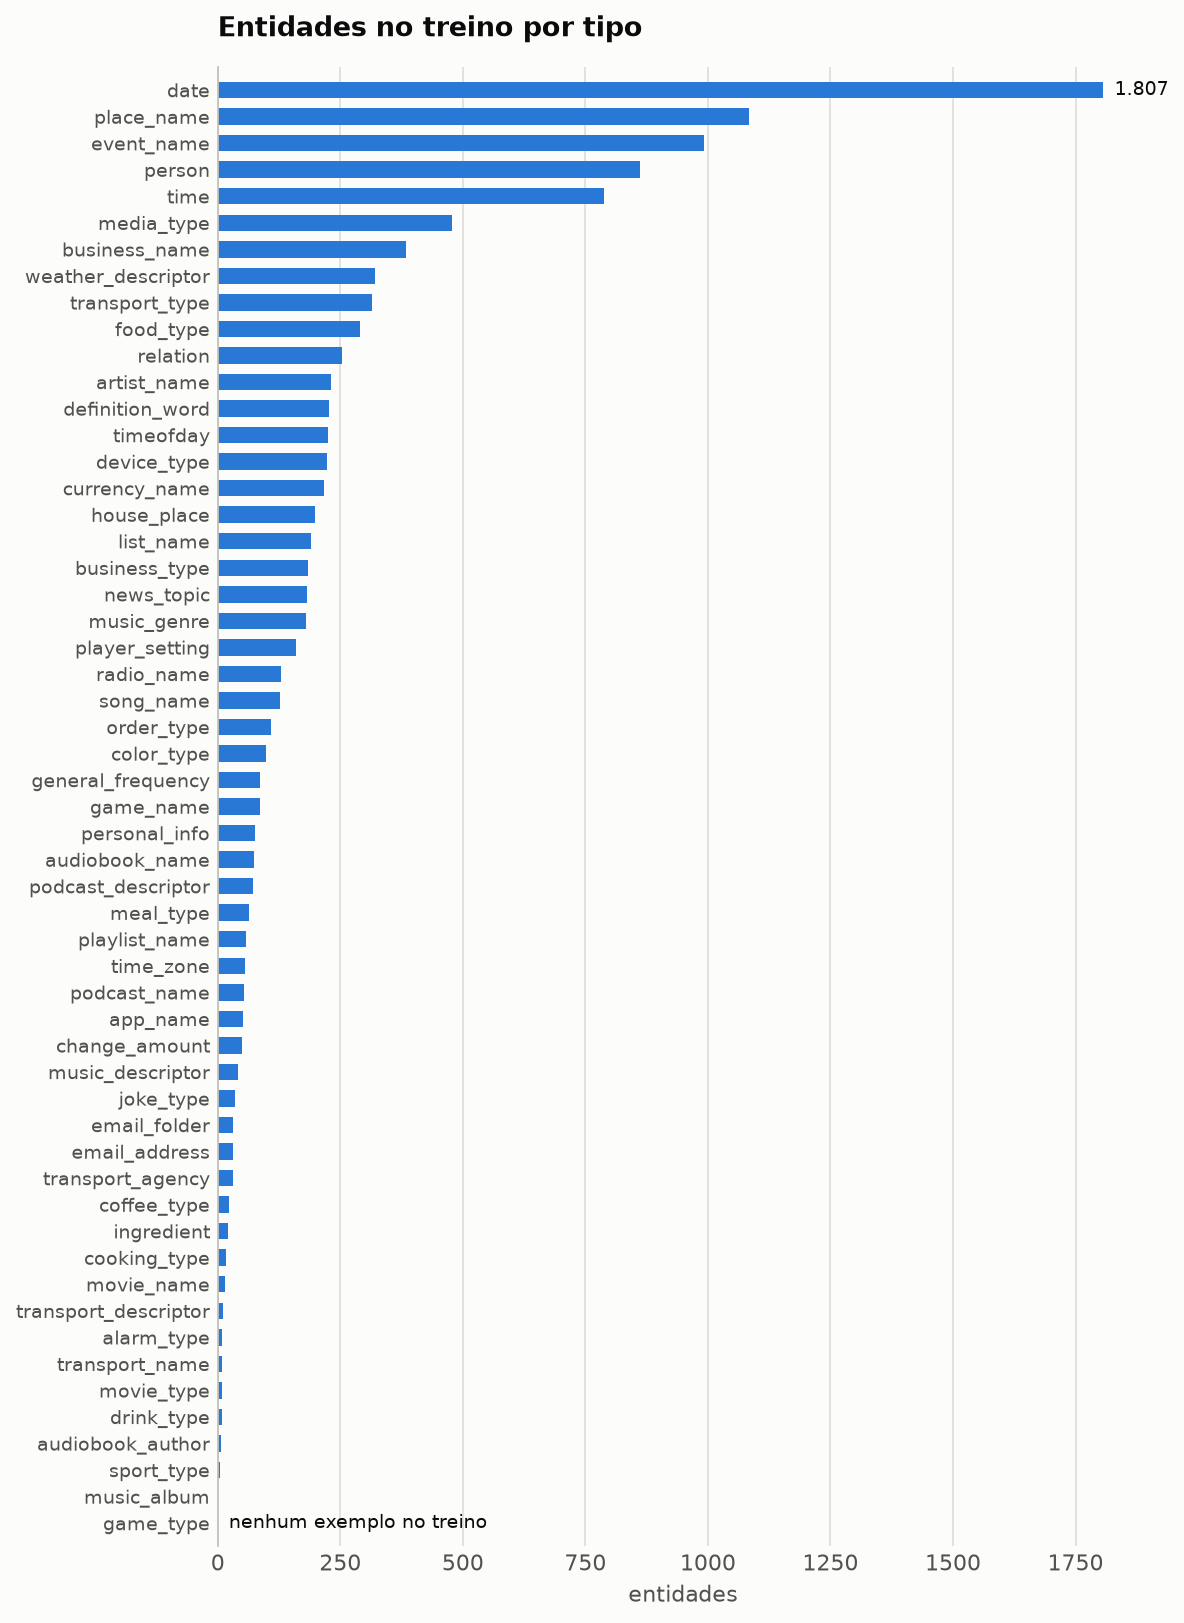 Entidades no treino por tipo
date 1.807
place_name
event_name
person
time
media_type
business_name
weather_descriptor
transport_type
food_type
relation
artist_name
definition_word
timeofday
device_type
currency_name
house_place
list_name
business_type
news_topic
music_genre
player_setting
radio_name
song_name
order_type
color_type
general_frequency
game_name
personal_info
audiobook_name
podcast_descriptor
meal_type
playlist_name
time_zone
podcast_name
app_name
change_amount
music_descriptor
joke_type
email_folder
email_address
transport_agency
coffee_type
ingredient
cooking_type
movie_name
transport_descriptor
alarm_type
transport_name
movie_type
drink_type
audiobook_author
sport_type
music_album
game_type nenhum exemplo no treino
0 250 500 750 1000 1250 1500 1750
entidades